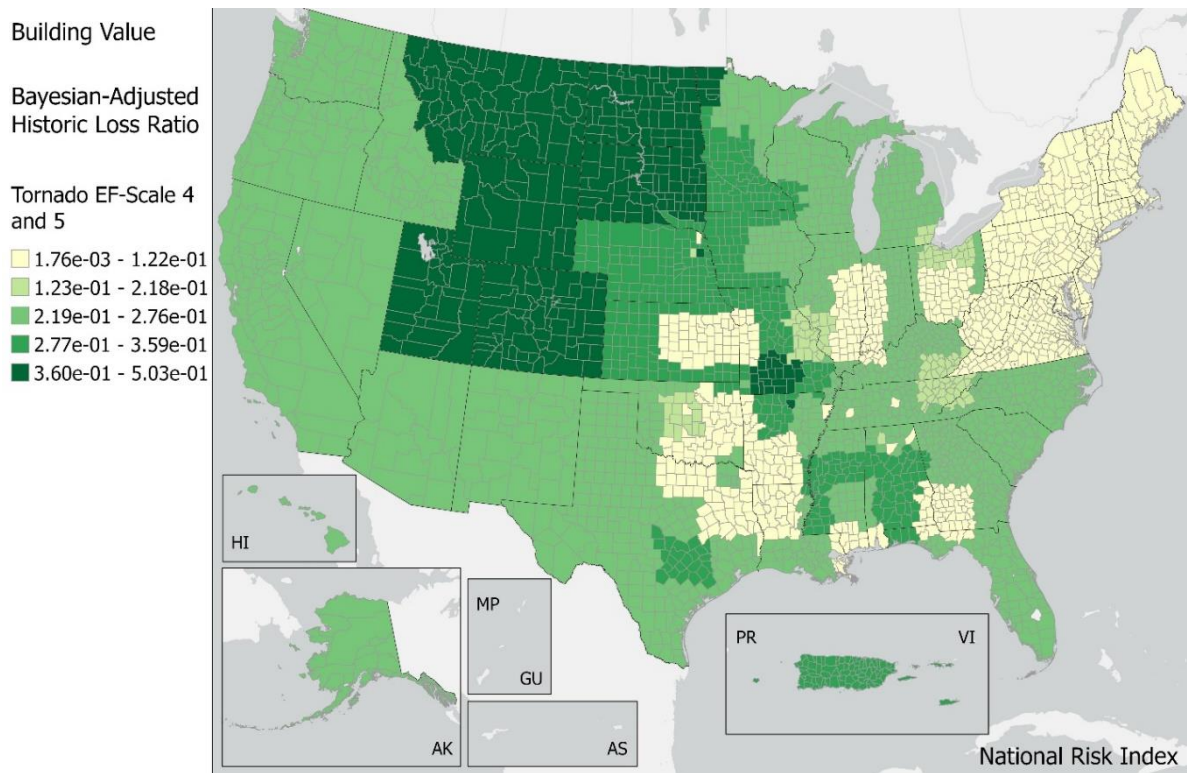 Building Value
Bayesian-Adjusted
Historic Loss Ratio
Tornado EF-Scale 4
and 5
1.76e-03 - 1.22e-01
1.23e-01 - 2.18e-01
2.19e-01 - 2.76e-01
2.77e-01 - 3.59e-01
3.60e-01 - 5.03e-01
HI
AK
MP
GU
AS
PR
VI
National Risk Index